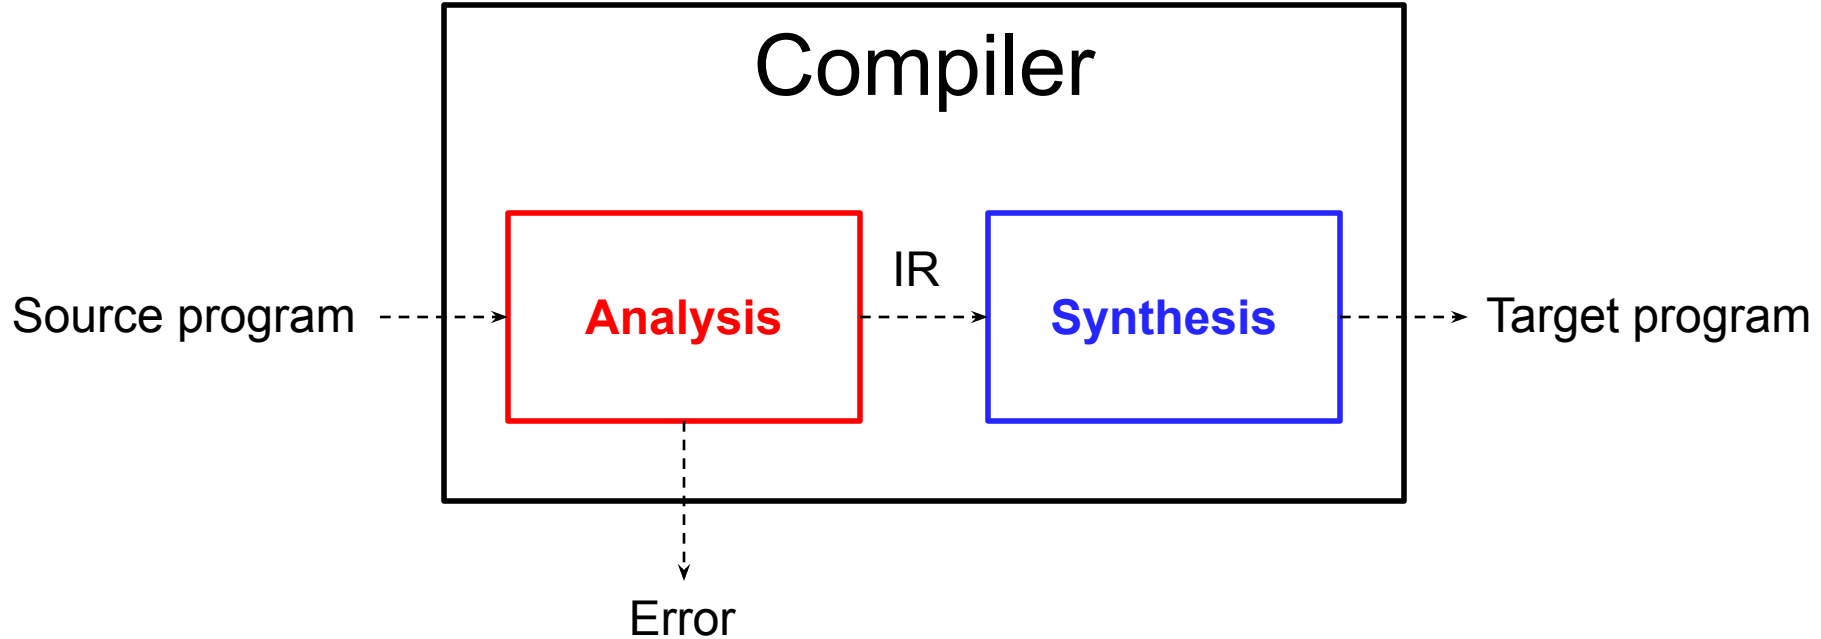 Compiler
IR
Source program
Analysis
Synthesis
Target program
Error